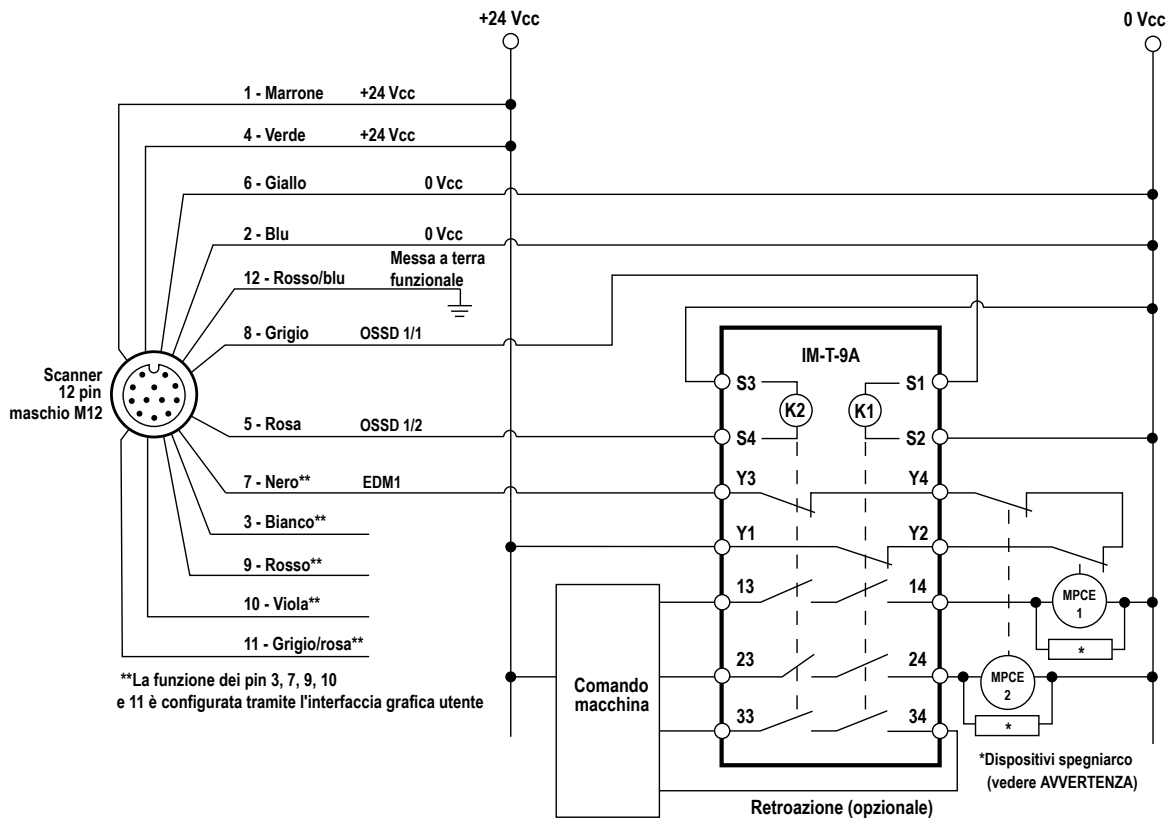 +24 Vcc
0 Vcc
1 - Marrone +24 Vcc
4 - Verde +24 Vcc
6 - Giallo 0 Vcc
2 - Blu 0 Vcc
Messa a terra
funzionale
12 - Rosso/blu
8 - Grigio OSSD 1/1
Scanner
12 pin
maschio M12
5 - Rosa OSSD 1/2
7 - Nero** EDM1
3 - Bianco**
9 - Rosso**
10 - Viola**
11 - Grigio/rosa**
**La funzione dei pin 3, 7, 9, 10
e 11 è configurata tramite l'interfaccia grafica utente
IM-T-9A
S3 S1
K2 K1
S4 S2
Y3 Y4
Y1 Y2
13 14
23 24
33 34
Comando
macchina
MPCE
1
*
MPCE
2
*
*Dispositivi spegniarco
(vedere AVVERTENZA)
Retroazione (opzionale)